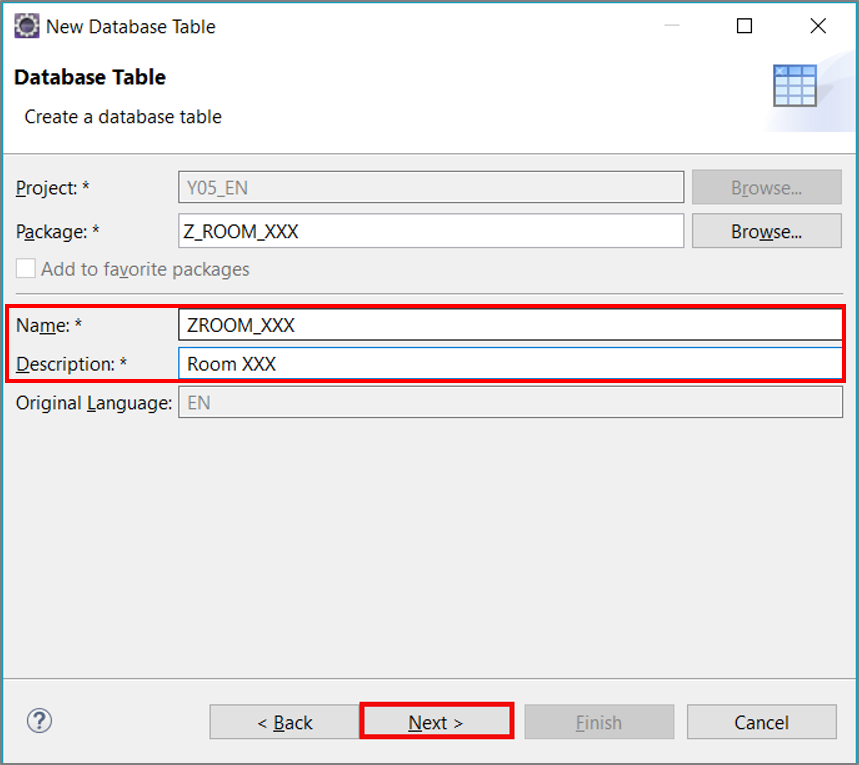 New Database Table
Database Table
Create a database table
Project: * Y05_EN Browse...
Package: * Z_ROOM_XXX Browse...
Add to favorite packages
Name: * ZROOM_XXX
Description: * Room XXX
Original Language: EN
? < Back Next > Finish Cancel